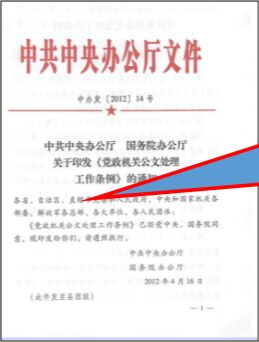 中共中央办公厅文件
中办发〔2012〕14号
中共中央办公厅 国务院办公厅
关于印发《党政机关公文处理
工作条例》的通知
各省、自治区、直辖市党委和人民政府，中央和国家机关各
部委，解放军各总部、各大单位，各人民团体：
《党政机关公文处理工作条例》已经党中央、国务院同
意，现印发给你们，请遵照执行。
中共中央办公厅
国务院办公厅
2012年4月16日
（此件发至县团级）
— 1 —